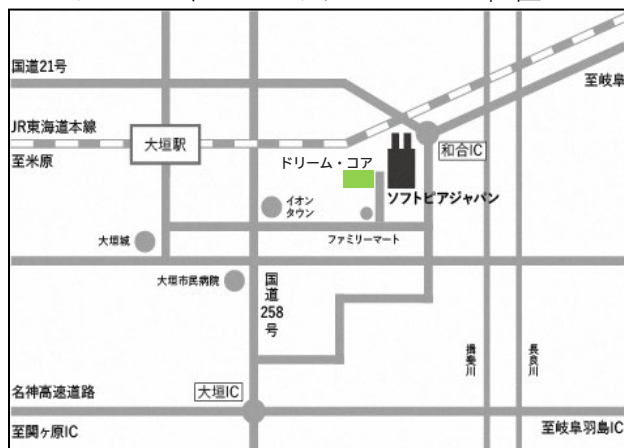 国道21号
至岐阜
JR東海道本線
大垣駅
和合IC
至米原
ドリーム・コア
ソフトピアジャパン
イオン
タウン
ファミリーマート
大垣城
大垣市民病院
国道258号
揖斐川
長良川
名神高速道路
大垣IC
至関ヶ原IC
至岐阜羽島IC